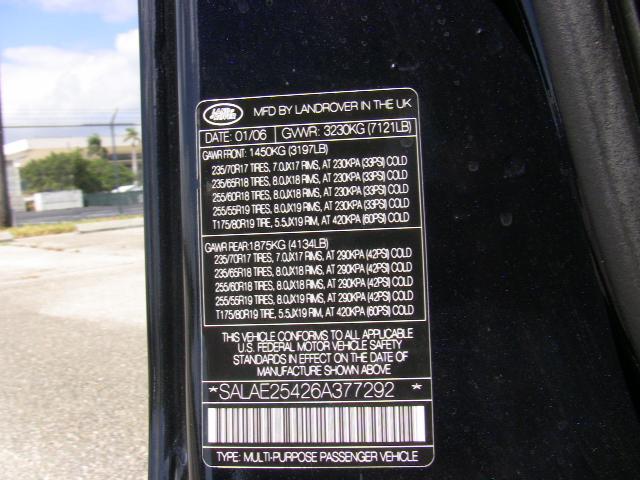 LAND ROVER MFD BY LANDROVER IN THE UK
DATE: 01/06 GVWR: 3230KG (7121LB)
GAWR FRONT: 1450KG (3197LB)
235/70R17 TIRES, 7.0JX17 RIMS, AT 230KPA (33PSI) COLD
235/65R18 TIRES, 8.0JX18 RIMS, AT 230KPA (33PSI) COLD
255/60R18 TIRES, 8.0JX18 RIMS, AT 230KPA (33PSI) COLD
255/55R19 TIRES, 8.0JX19 RIMS, AT 230KPA (33PSI) COLD
T175/80R19 TIRE, 5.5JX19 RIM, AT 420KPA (60PSI) COLD
GAWR REAR: 1875KG (4134LB)
235/70R17 TIRES, 7.0JX17 RIMS, AT 290KPA (42PSI) COLD
235/65R18 TIRES, 8.0JX18 RIMS, AT 290KPA (42PSI) COLD
255/60R18 TIRES, 8.0JX18 RIMS, AT 290KPA (42PSI) COLD
255/55R19 TIRES, 8.0JX19 RIMS, AT 290KPA (42PSI) COLD
T175/80R19 TIRE, 5.5JX19 RIM, AT 420KPA (60PSI) COLD
THIS VEHICLE CONFORMS TO ALL APPLICABLE
U.S. FEDERAL MOTOR VEHICLE SAFETY
STANDARDS IN EFFECT ON THE DATE OF
MANUFACTURE SHOWN ABOVE
*SALAE25426A377292*
TYPE: MULTI-PURPOSE PASSENGER VEHICLE